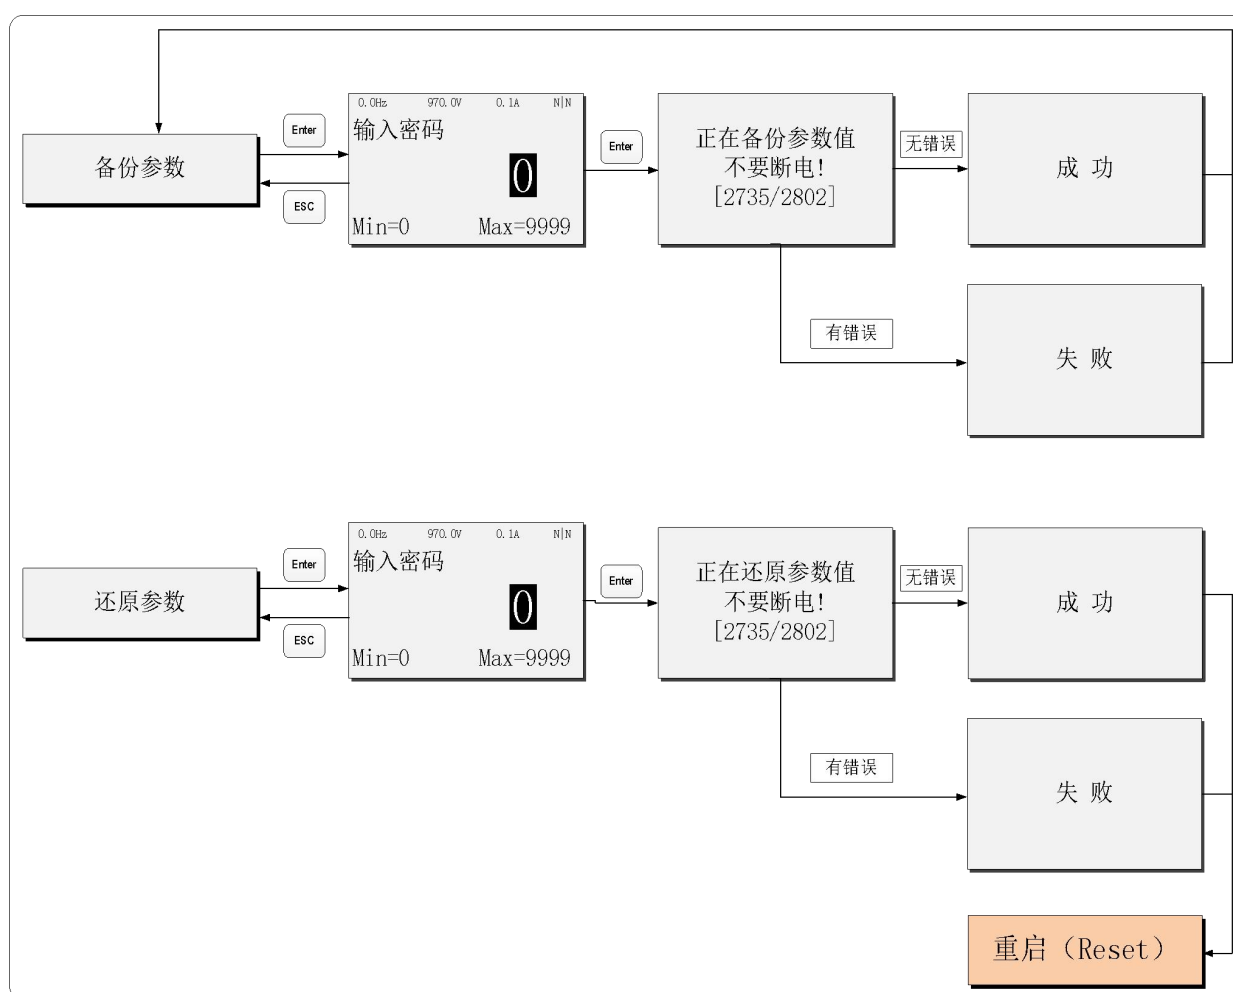 备份参数
Enter
ESC
0.0Hz 970.0V 0.1A N|N
输入密码
0
Min=0 Max=9999
Enter
正在备份参数值
不要断电!
[2735/2802]
无错误
成 功
有错误
失 败
还原参数
Enter
ESC
0.0Hz 970.0V 0.1A N|N
输入密码
0
Min=0 Max=9999
Enter
正在还原参数值
不要断电!
[2735/2802]
无错误
成 功
有错误
失 败
重启（Reset）